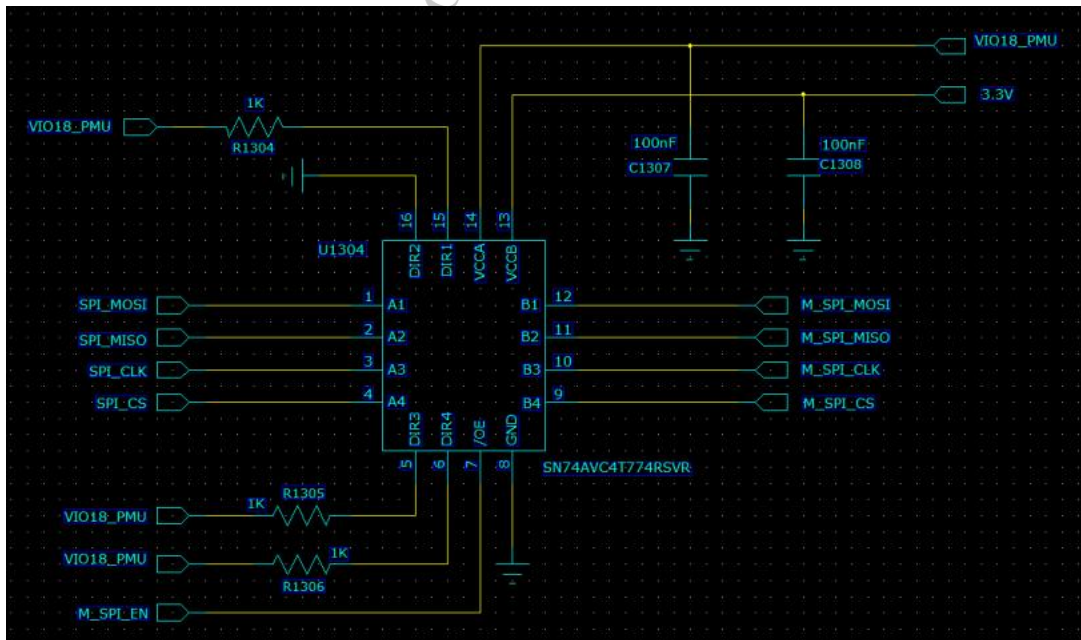 VIO18_PMU
3.3V
1K
VIO18_PMU
R1304
100nF
C1307
100nF
C1308
16
15
14
13
U1304
DIR2
DIR1
VCCA
VCCB
SPI_MOSI
1
A1
B1
12
M_SPI_MOSI
SPI_MISO
2
A2
B2
11
M_SPI_MISO
SPI_CLK
3
A3
B3
10
M_SPI_CLK
SPI_CS
4
A4
B4
9
M_SPI_CS
DIR3
DIR4
/OE
GND
5
6
7
8
SN74AVC4T774RSVR
R1305
1K
VIO18_PMU
VIO18_PMU
1K
R1306
M_SPI_EN